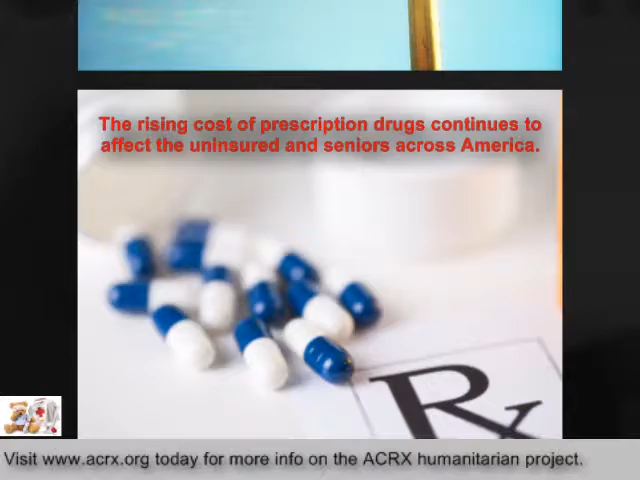 The rising cost of prescription drugs continues to
affect the uninsured and seniors across America.
Rx
Visit www.acrx.org today for more info on the ACRX humanitarian project.